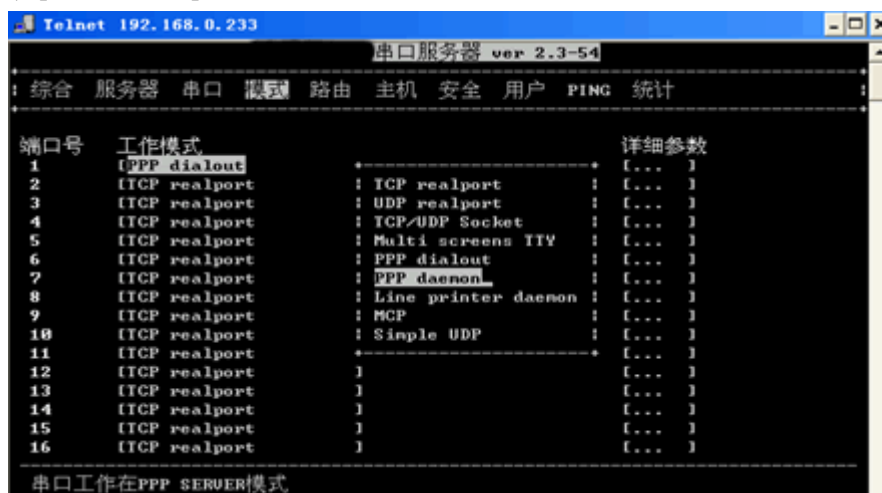 Telnet 192.168.0.233
串口服务器 ver 2.3-54
综合 服务器 串口 模式 路由 主机 安全 用户 PING 统计
端口号 工作模式 详细参数
1 [PPP dialout [... ]
2 [TCP realport TCP realport [... ]
3 [TCP realport UDP realport [... ]
4 [TCP realport TCP/UDP Socket [... ]
5 [TCP realport Multi screens TTY [... ]
6 [TCP realport PPP dialout [... ]
7 [TCP realport PPP daemon [... ]
8 [TCP realport Line printer daemon [... ]
9 [TCP realport MCP [... ]
10 [TCP realport Simple UDP [... ]
11 [TCP realport [... ]
12 [TCP realport ] [... ]
13 [TCP realport ] [... ]
14 [TCP realport ] [... ]
15 [TCP realport ] [... ]
16 [TCP realport ] [... ]
串口工作在PPP SERVER模式